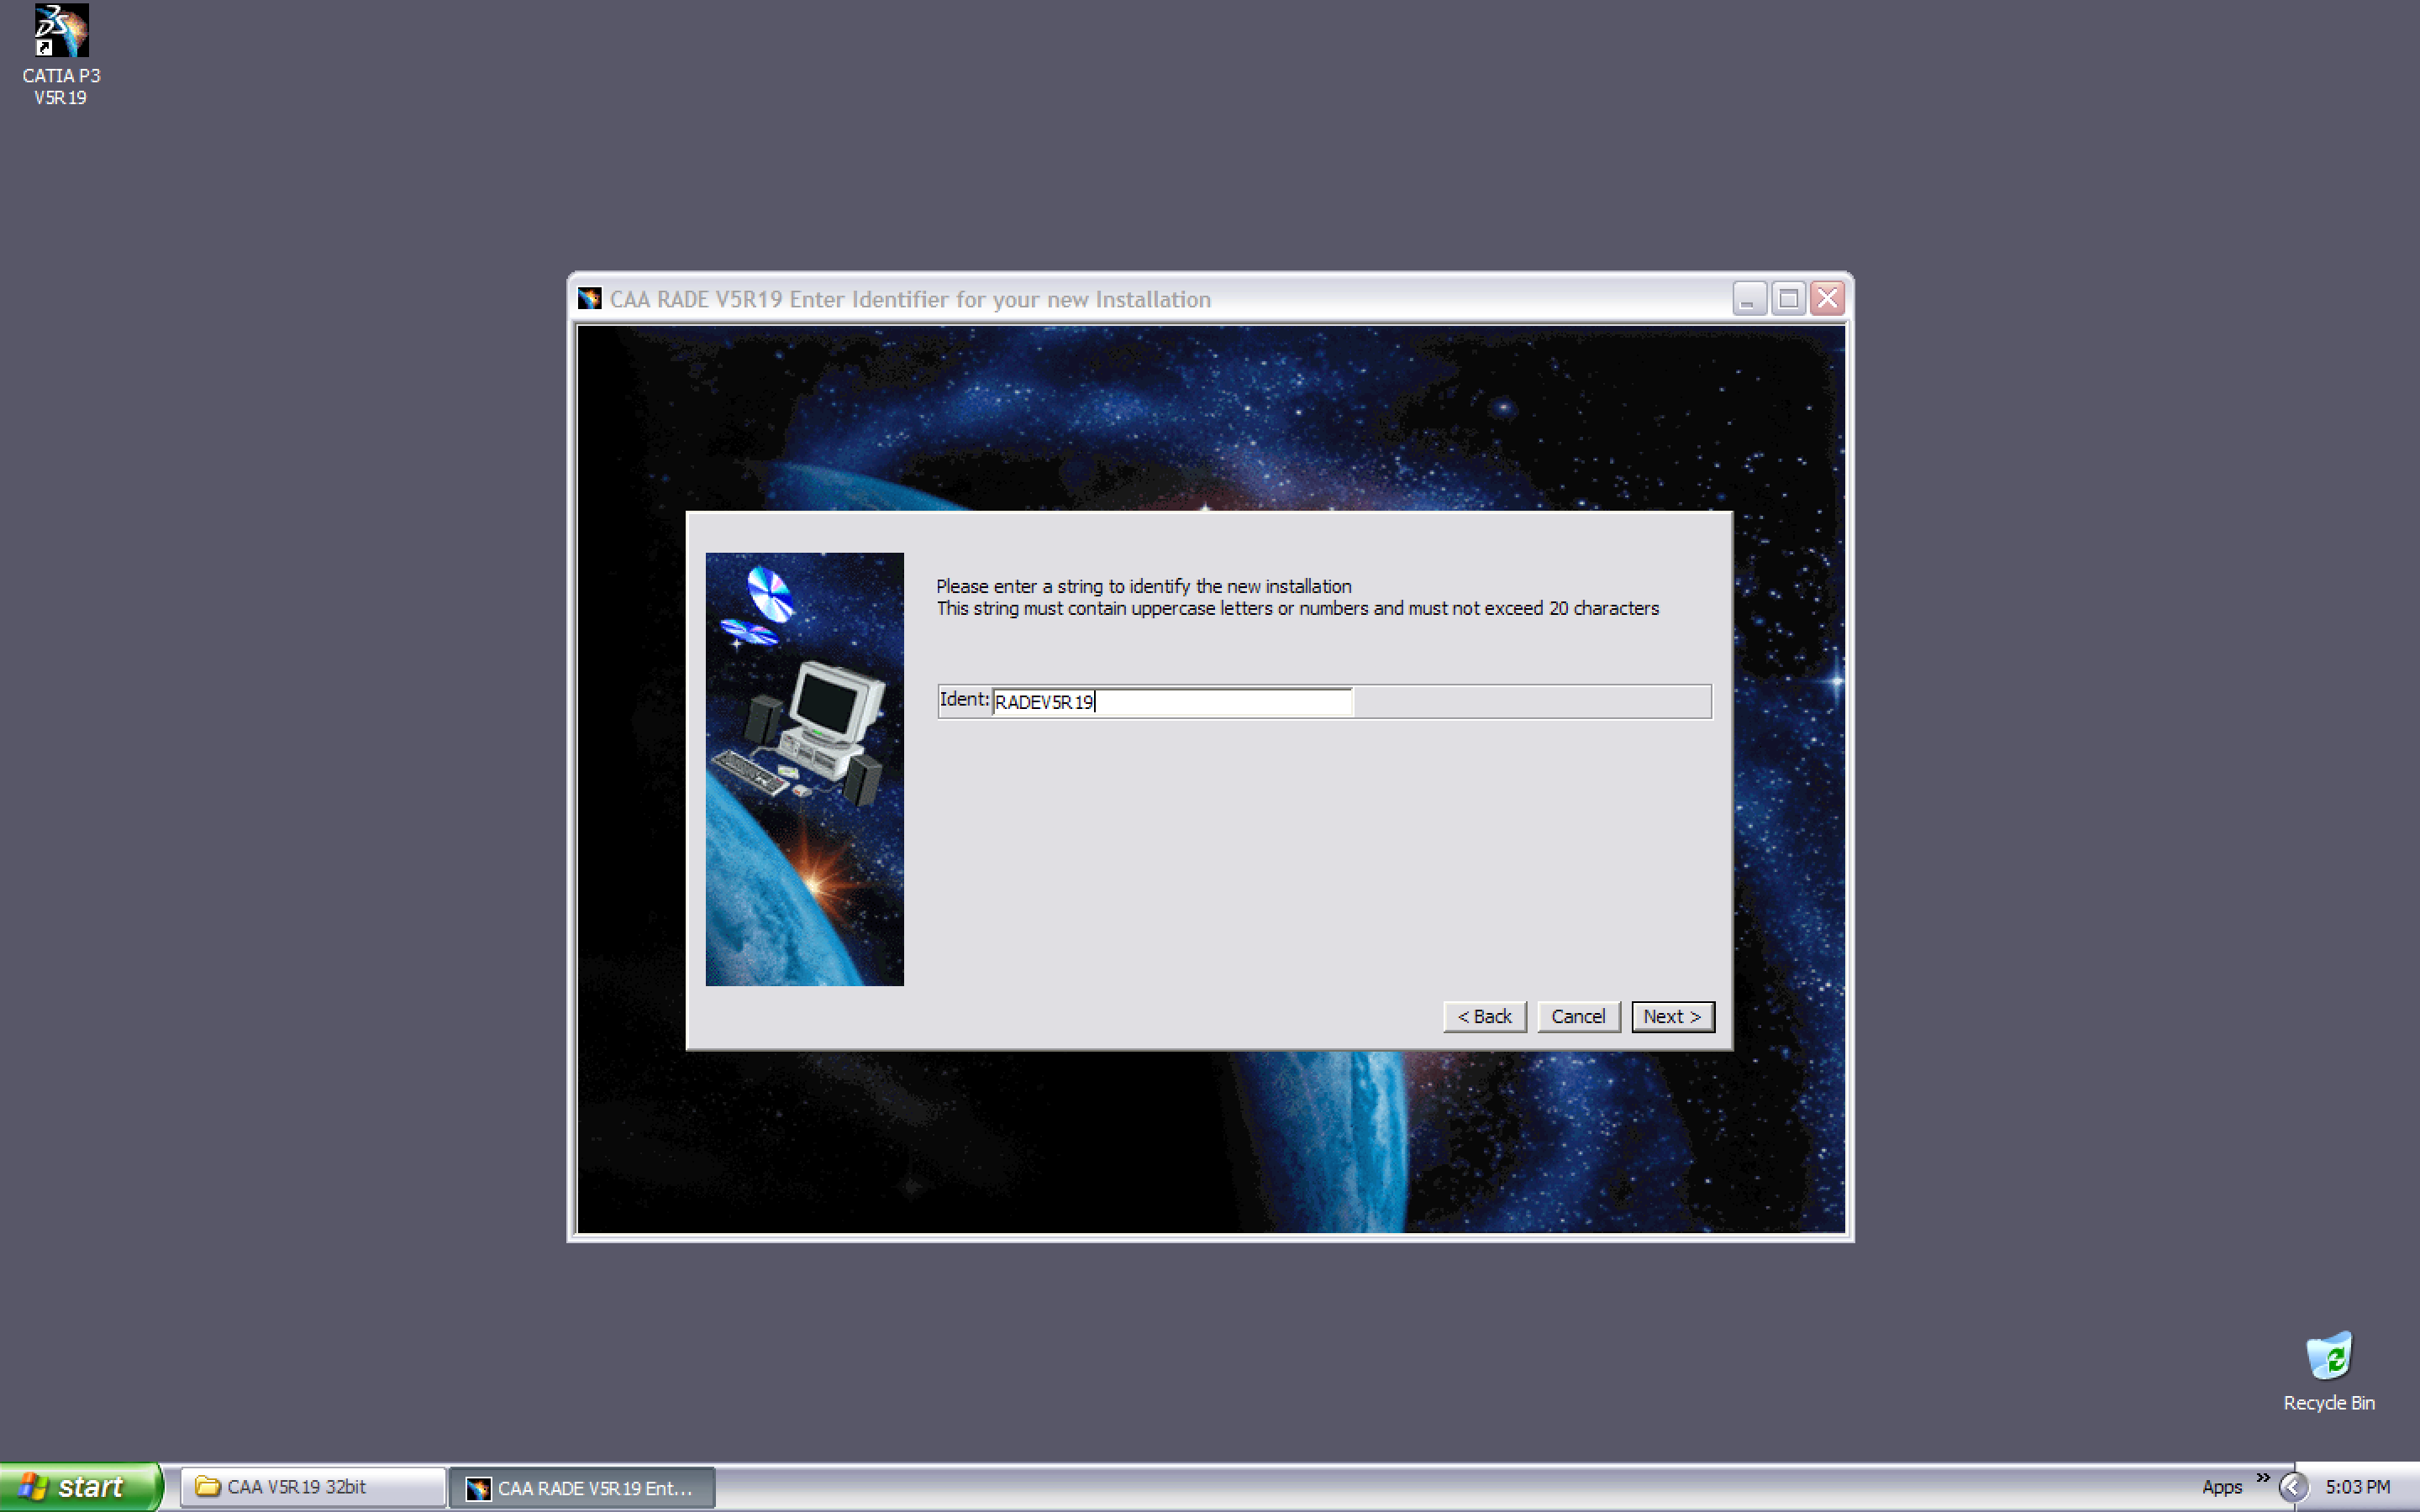 CATIA P3
V5R19
CAA RADE V5R19 Enter Identifier for your new Installation
Please enter a string to identify the new installation
This string must contain uppercase letters or numbers and must not exceed 20 characters
Ident: RADEV5R19
< Back
Cancel
Next >
Recycle Bin
start
CAA V5R19 32bit
CAA RADE V5R19 Ent...
Apps
5:03 PM